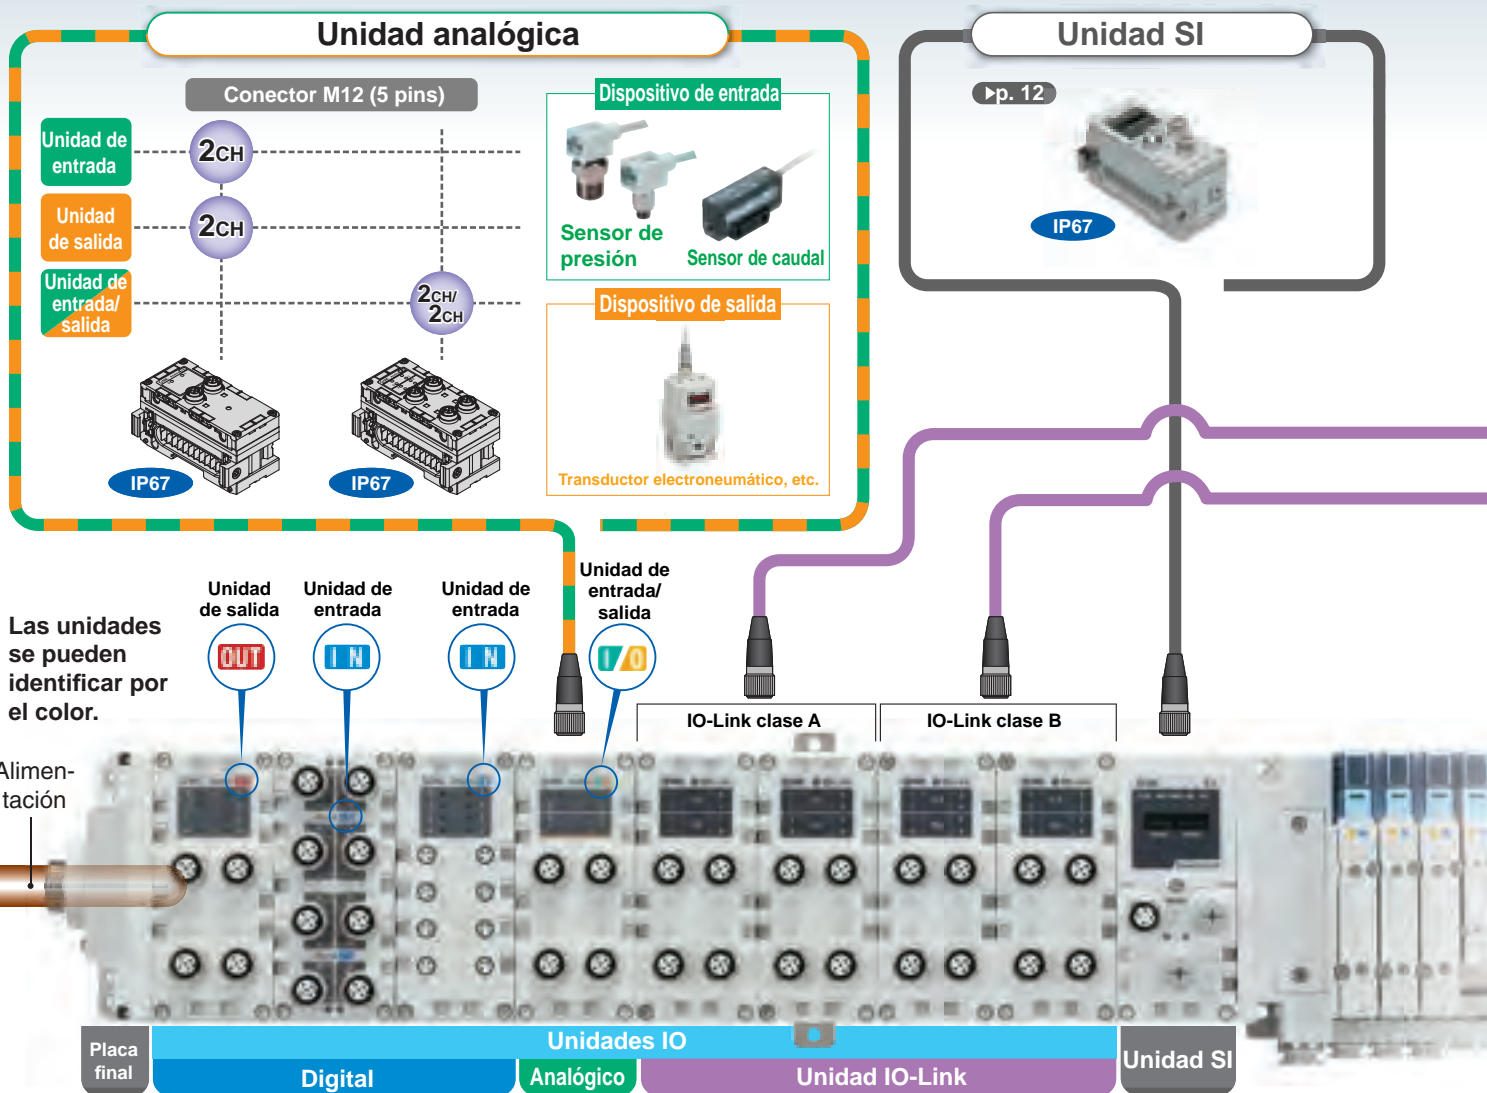 Unidad analógica
Unidad SI
Conector M12 (5 pins)
Dispositivo de entrada
▶p. 12
Unidad de
entrada
2CH
Unidad
de salida
2CH
Sensor de
presión
Sensor de caudal
IP67
Unidad de
entrada/
salida
2CH/
2CH
Dispositivo de salida
IP67
IP67
Transductor electroneumático, etc.
Unidad
de salida
Unidad de
entrada
Unidad de
entrada
Unidad de
entrada/
salida
Las unidades
se pueden
identificar por
el color.
OUT
IN
IN
I/O
IO-Link clase A
IO-Link clase B
Alimen-
tación
Placa
final
Unidades IO
Digital
Analógico
Unidad IO-Link
Unidad SI